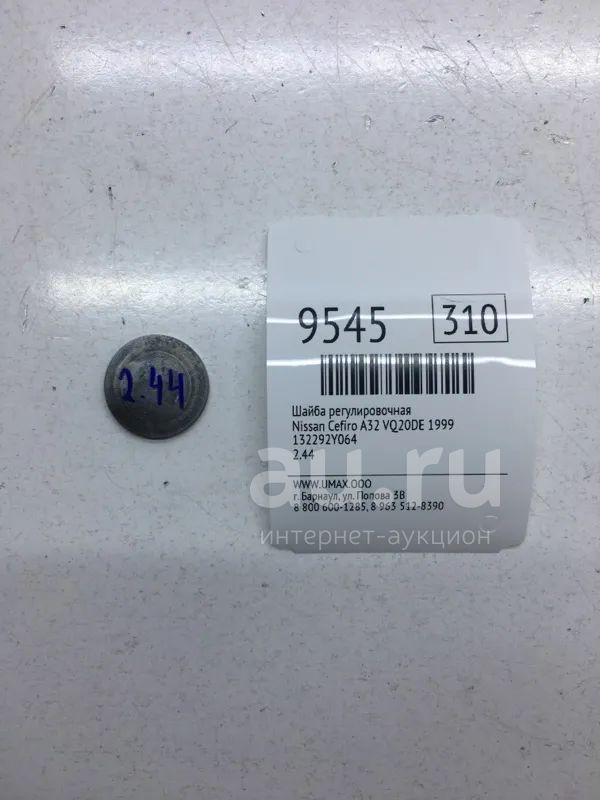 9545 310
Шайба регулировочная
Nissan Cefiro A32 VQ20DE 1999
132292Y064
2.44
2.44
WWW.UMAX.OOO
г. Барнаул, ул. Попова 3В
8 800 600-1285, 8 963 512-8390
au.ru
интернет-аукцион